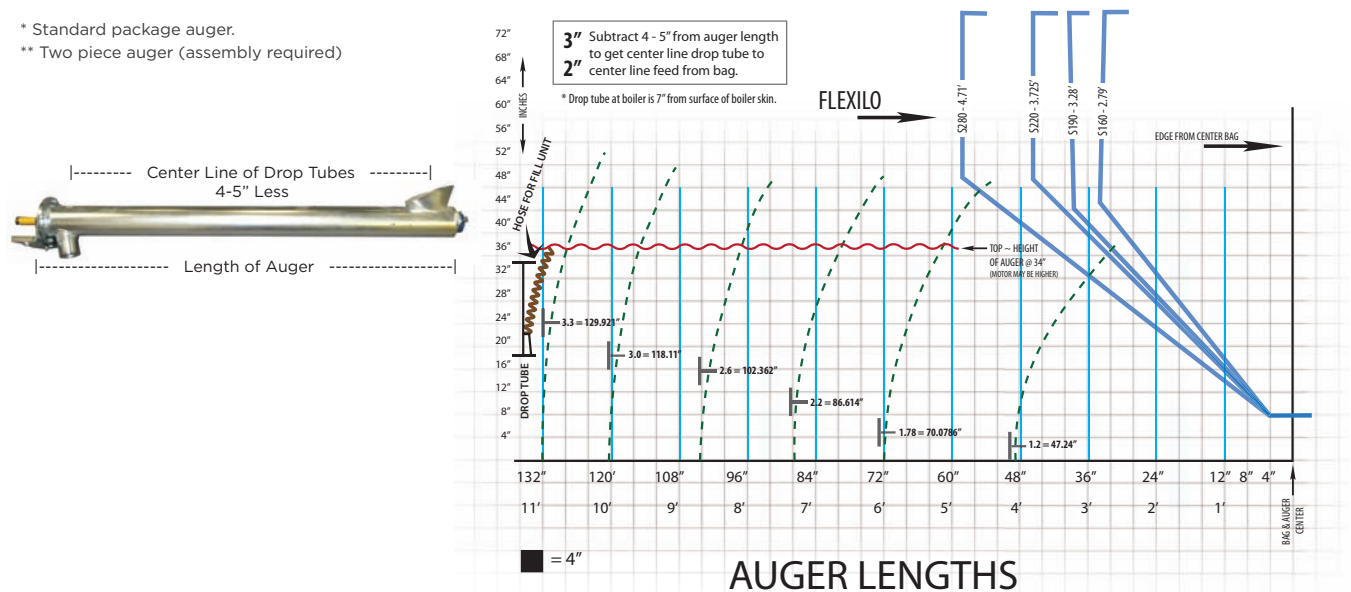 * Standard package auger.
** Two piece auger (assembly required)
|--------- Center Line of Drop Tubes -------|
4-5” Less
|------------------- Length of Auger ------------------|
72”
68”
64”
60”
56”
52”
48”
44”
40”
36”
32”
28”
24”
20”
16”
12”
8”
4”
INCHES
3” Subtract 4 - 5” from auger length
to get center line drop tube to
2” center line feed from bag.
* Drop tube at boiler is 7” from surface of boiler skin.
FLEXILO
S280 - 4.71’
S220 - 3.725’
S190 - 3.28’
S160 - 2.79’
EDGE FROM CENTER BAG
HOSE FOR FILL UNIT
TOP ~ HEIGHT
OF AUGER @ 34”
(MOTOR MAY BE HIGHER)
DROP TUBE
3.3 = 129.921”
3.0 = 118.11”
2.6 = 102.362”
2.2 = 86.614”
1.78 = 70.0786”
1.2 = 47.24”
132” 120” 108” 96” 84” 72” 60” 48” 36” 24” 12” 8” 4”
11’ 10’ 9’ 8’ 7’ 6’ 5’ 4’ 3’ 2’ 1’
BAG & AUGER
CENTER
= 4”
AUGER LENGTHS